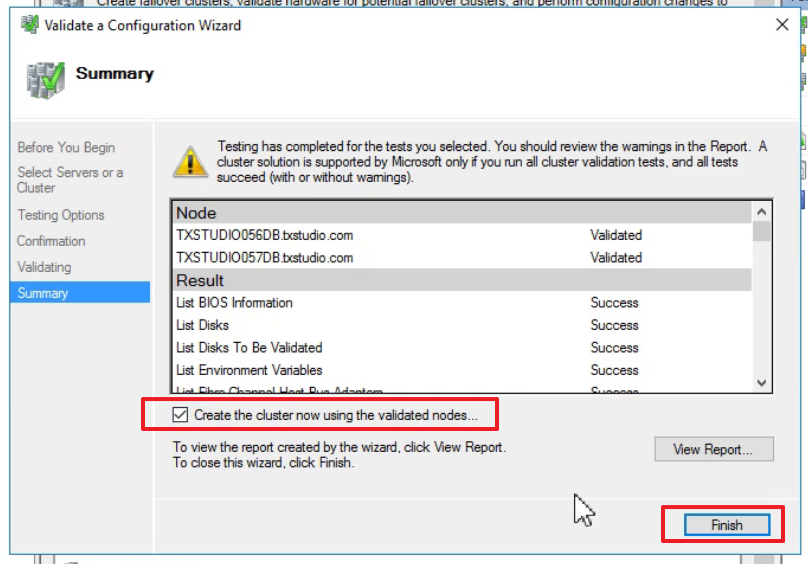 Create failover clusters, validate hardware for potential failover clusters, and perform configuration changes to
Validate a Configuration Wizard
Summary
Before You Begin
Select Servers or a
Cluster
Testing Options
Confirmation
Validating
Summary
Testing has completed for the tests you selected. You should review the warnings in the Report. A
cluster solution is supported by Microsoft only if you run all cluster validation tests, and all tests
succeed (with or without warnings).
Node
TXSTUDIO056DB.txstudio.com Validated
TXSTUDIO057DB.txstudio.com Validated
Result
List BIOS Information Success
List Disks Success
List Disks To Be Validated Success
List Environment Variables Success
List Fibre Channel Host Bus Adapters Success
Create the cluster now using the validated nodes...
To view the report created by the wizard, click View Report.
To close this wizard, click Finish.
View Report...
Finish